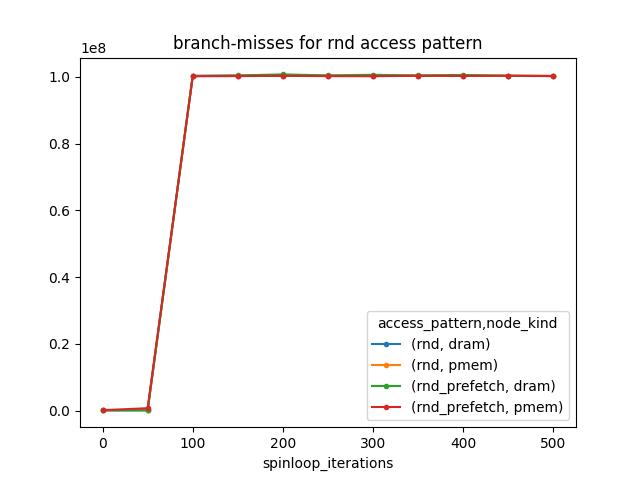 branch-misses for rnd access pattern
1e8
1.0
0.8
0.6
0.4
0.2
0.0
access_pattern,node_kind
(rnd, dram)
(rnd, pmem)
(rnd_prefetch, dram)
(rnd_prefetch, pmem)
0 100 200 300 400 500
spinloop_iterations